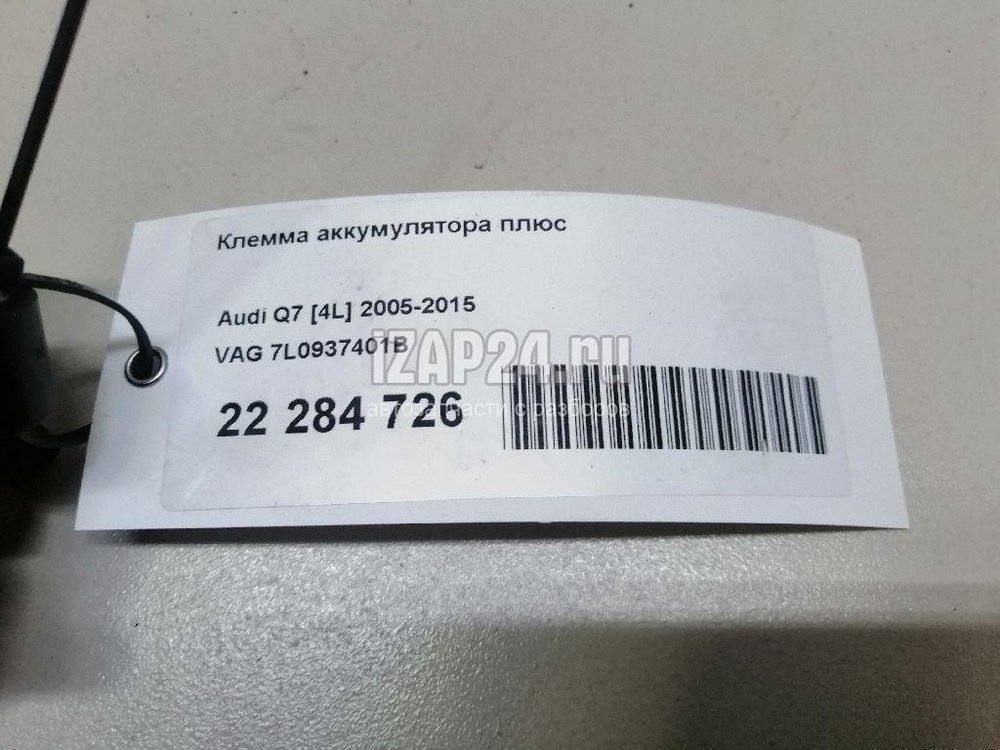 Клемма аккумулятора плюс
Audi Q7 [4L] 2005-2015
VAG 7L0937401B
iZAP24.ru
автозапчасти с разборов
22 284 726